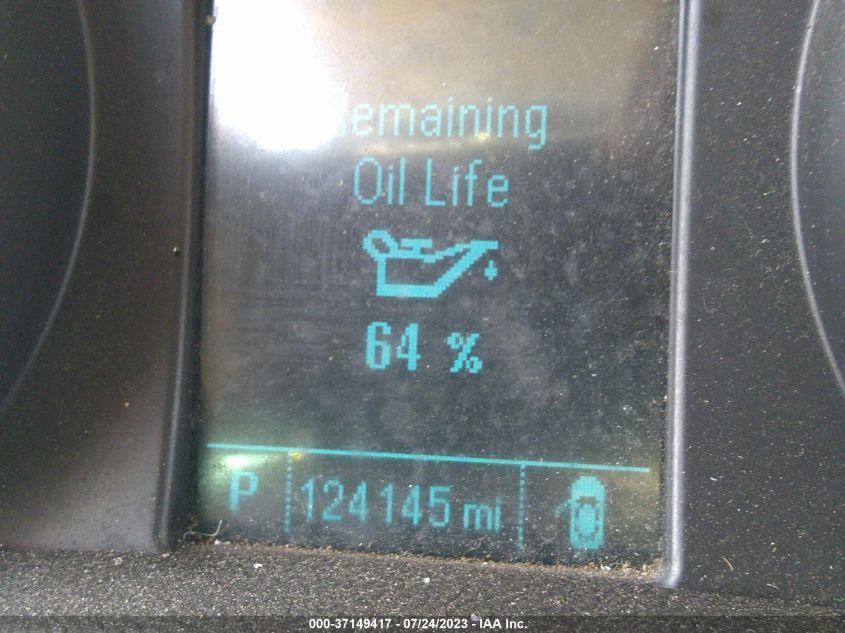 Remaining
Oil Life
64 %
P 124145 mi
000-37149417 - 07/24/2023 - IAA Inc.